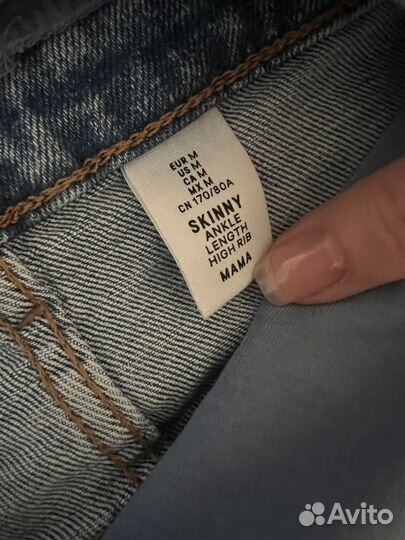 EUR M
US M
CA M
MX M
CN 170/80A
SKINNY
ANKLE
LENGTH
HIGH RIB
MAMA
Avito